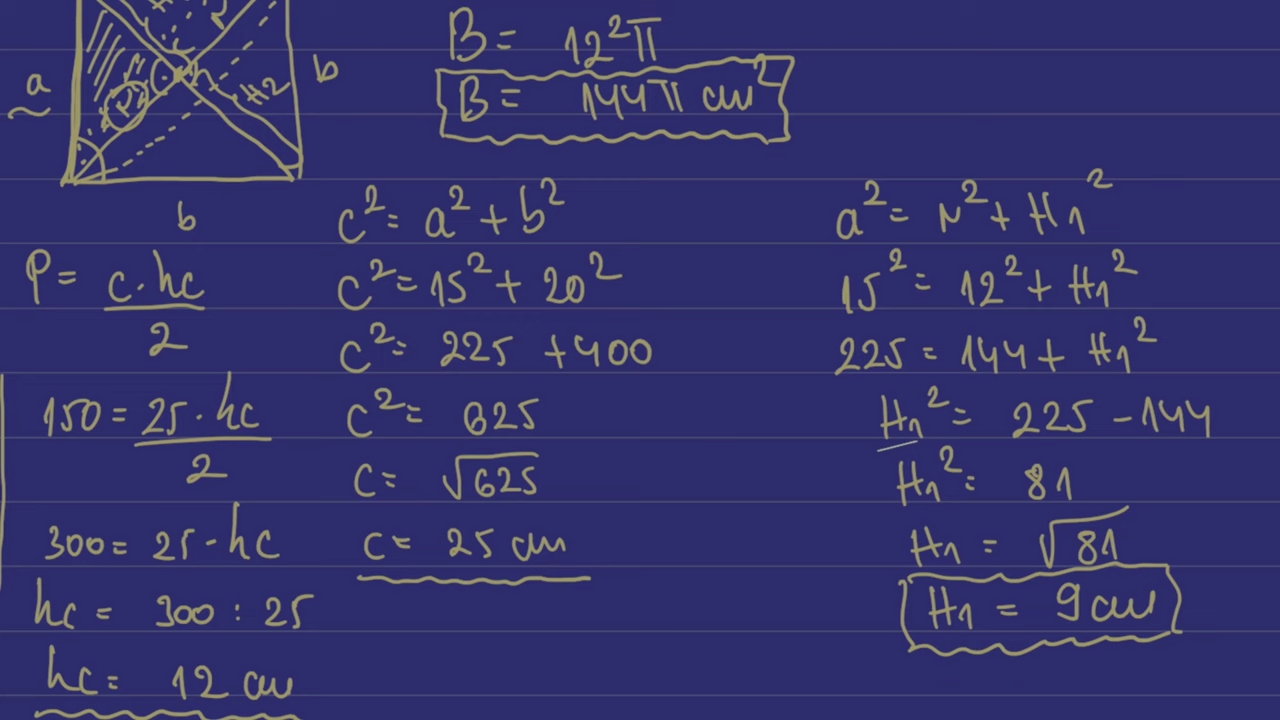 a
b
H2
b
B = 12²π
B = 144π cm²
P = c·hc / 2
150 = 25·hc / 2
300 = 25·hc
hc = 300 : 25
hc = 12 cm
c² = a² + b²
c² = 15² + 20²
c² = 225 + 400
c² = 625
c = √625
c = 25 cm
a² = r² + H1²
15² = 12² + H1²
225 = 144 + H1²
H1² = 225 - 144
H1² = 81
H1 = √81
H1 = 9 cm